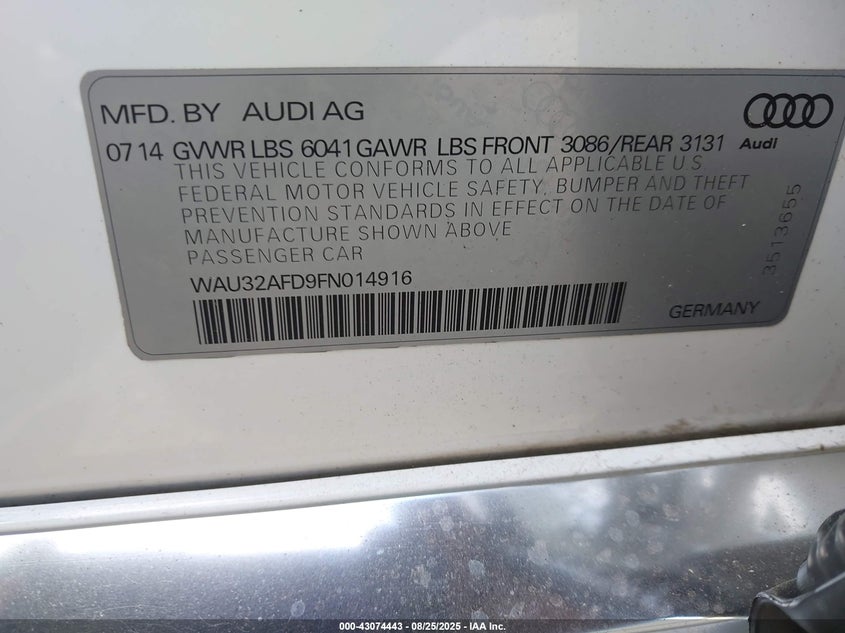 MFD. BY AUDI AG
07 14 GVWR LBS 6041 GAWR LBS FRONT 3086/REAR 3131
Audi
THIS VEHICLE CONFORMS TO ALL APPLICABLE U.S.
FEDERAL MOTOR VEHICLE SAFETY, BUMPER AND THEFT
PREVENTION STANDARDS IN EFFECT ON THE DATE OF
MANUFACTURE SHOWN ABOVE
PASSENGER CAR
WAU32AFD9FN014916
3513655
GERMANY
000-43074443 - 08/25/2025 - IAA Inc.